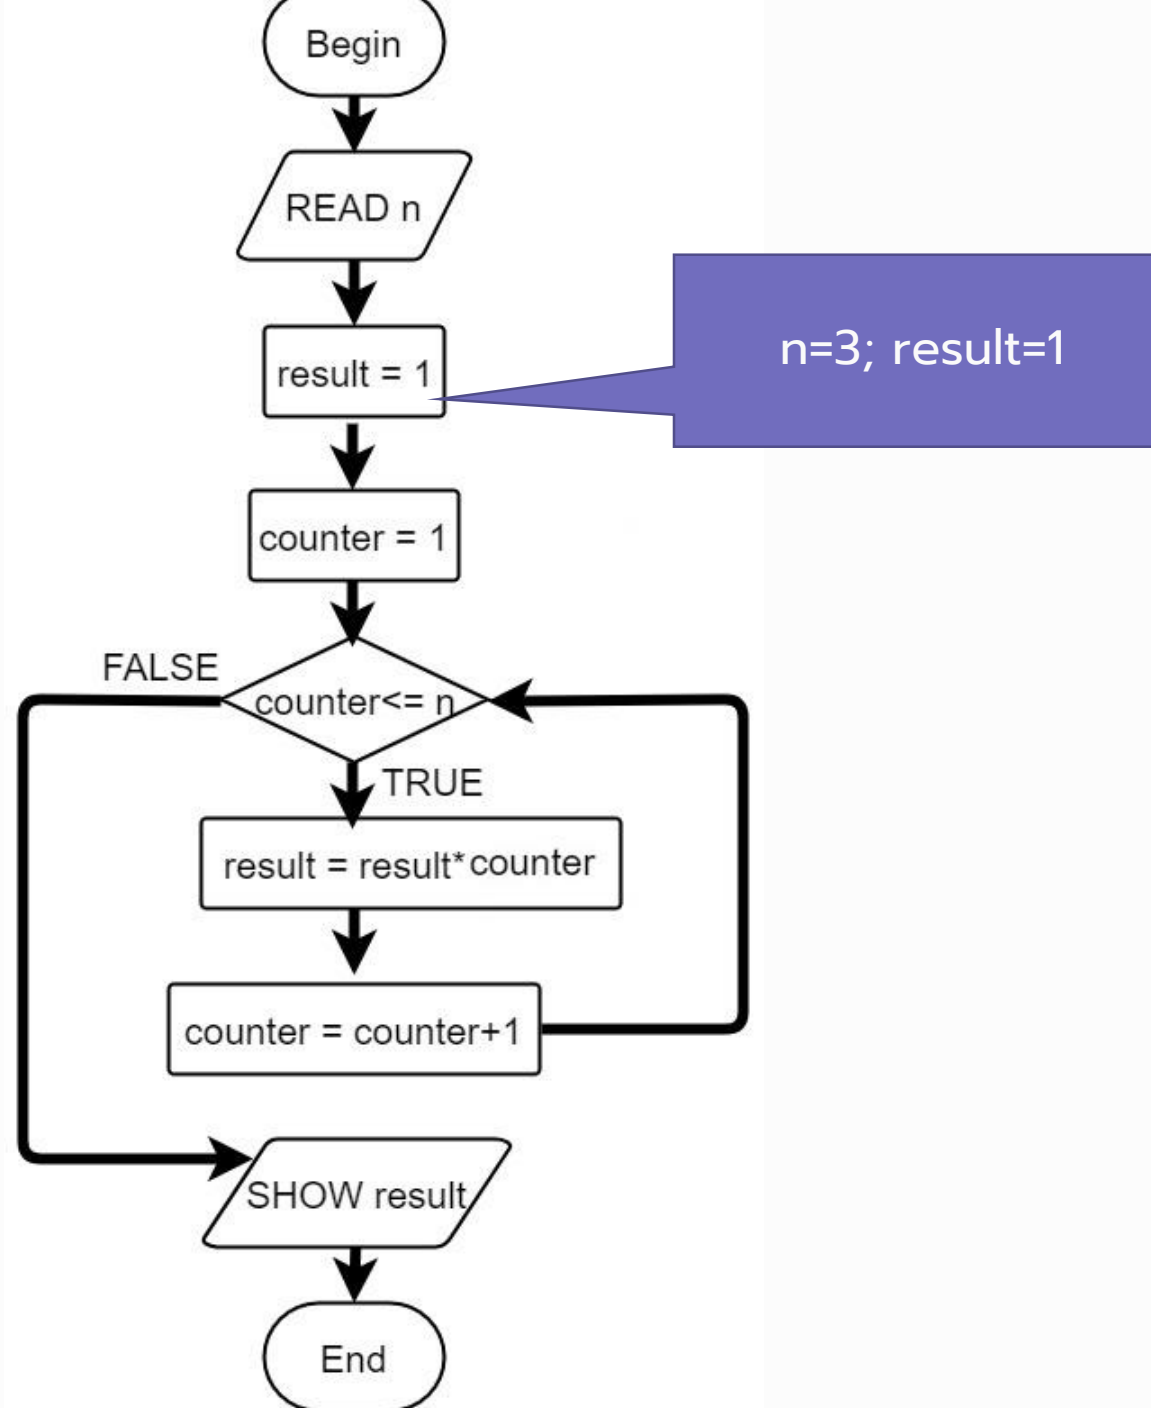 Begin
READ n
result = 1
n=3; result=1
counter = 1
FALSE
counter<= n
TRUE
result = result*counter
counter = counter+1
SHOW result
End